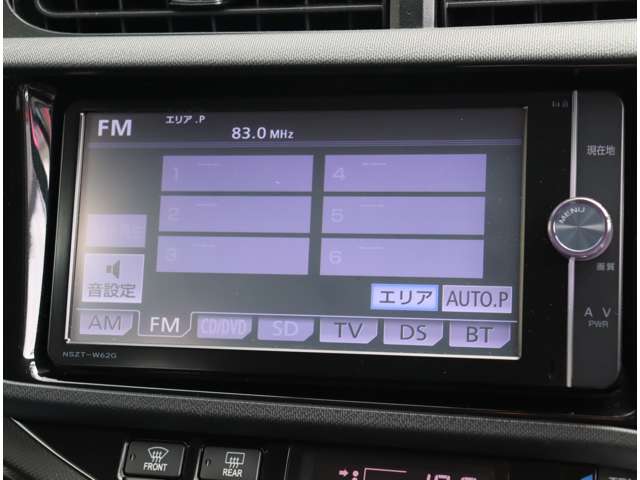 FM
エリア.P
83.0 MHz
1
4
2
5
3
6
音設定
エリア
AUTO.P
AM
FM
CD/DVD
SD
TV
DS
BT
NSZT-W62G
現在地
MENU
画質
A V
PWR
FRONT
REAR